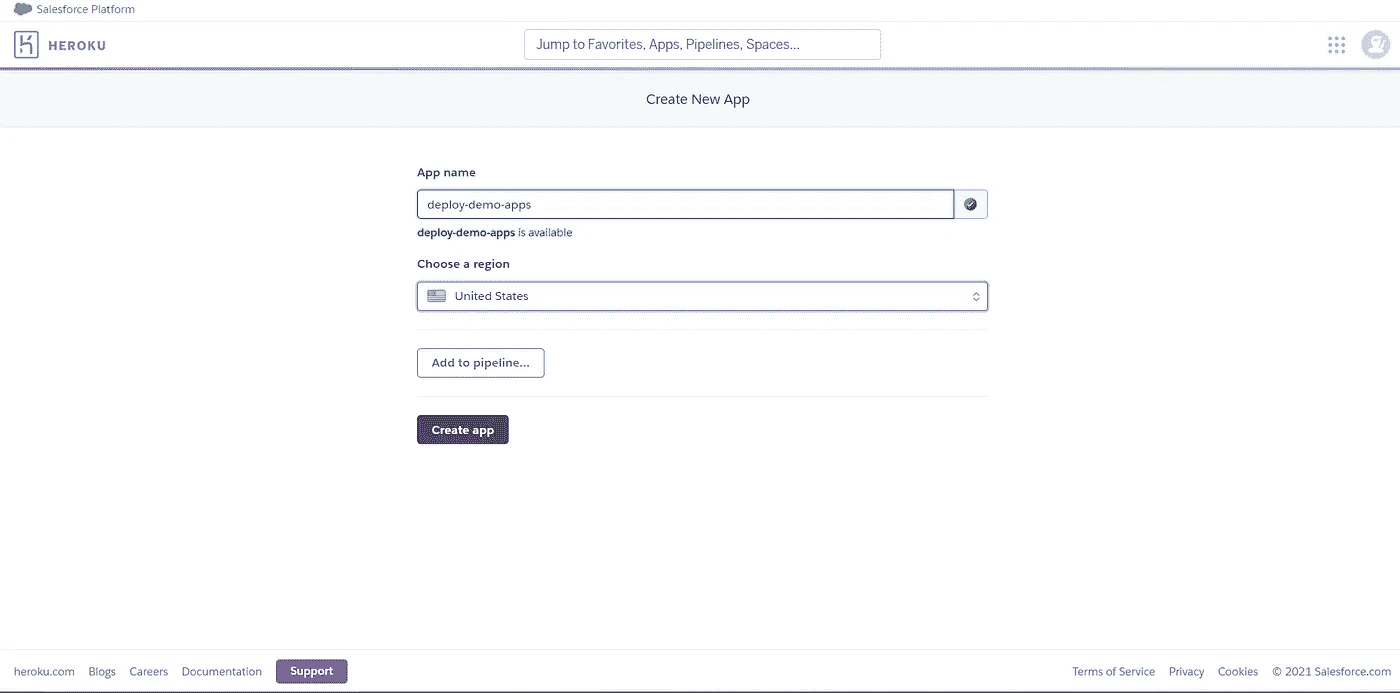 Salesforce Platform
HEROKU
Jump to Favorites, Apps, Pipelines, Spaces...
Create New App
App name
deploy-demo-apps
deploy-demo-apps is available
Choose a region
United States
Add to pipeline...
Create app
heroku.com Blogs Careers Documentation Support Terms of Service Privacy Cookies © 2021 Salesforce.com